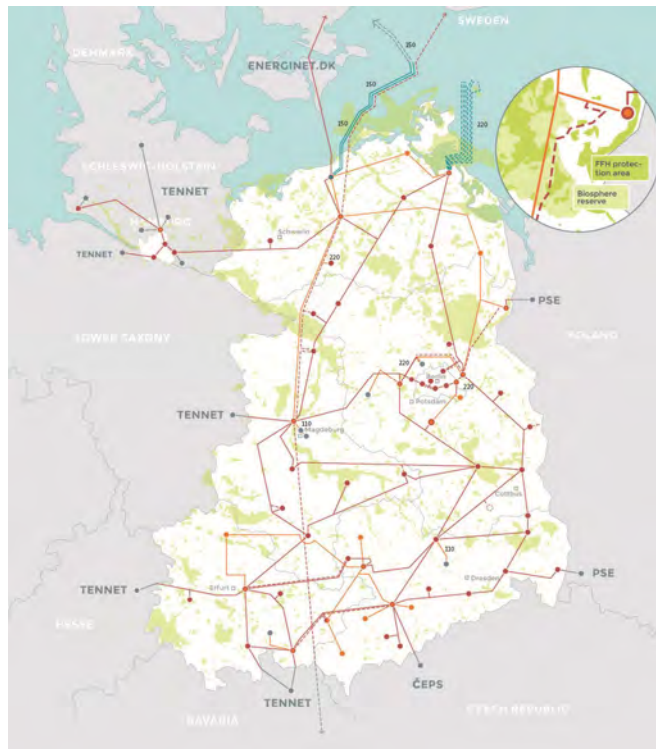 SWEDEN
DENMARK
250
ENERGINET.DK
150
150
220
FFH protec-
tion area
SCHLESWIG-HOLSTEIN
TENNET
Biosphere
reserve
HAMBURG
Schwerin
TENNET
220
PSE
LOWER SAXONY
POLAND
220
Berlin
220
Potsdam
TENNET
110
Magdeburg
Cottbus
110
Dresden
TENNET
Erfurt
PSE
HESSE
ČEPS
TENNET
BAVARIA
CZECH REPUBLIC